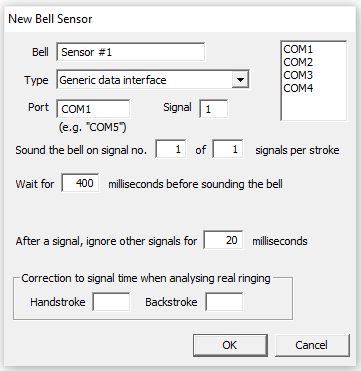 New Bell Sensor
Bell Sensor #1
Type Generic data interface
Port COM1 Signal 1
(e.g. "COM5")
COM1
COM2
COM3
COM4
Sound the bell on signal no. 1 of 1 signals per stroke
Wait for 400 milliseconds before sounding the bell
After a signal, ignore other signals for 20 milliseconds
Correction to signal time when analysing real ringing
Handstroke Backstroke
OK Cancel